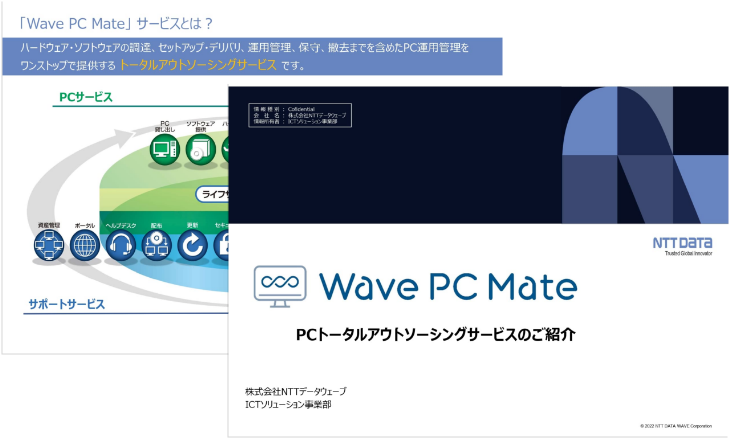 「Wave PC Mate」サービスとは？
ハードウェア・ソフトウェアの調達、セットアップ・デリバリ、運用管理、保守、撤去までを含めたPC運用管理を
ワンストップで提供する トータルアウトソーシングサービス です。
PCサービス
PC
貸し出し
ソフトウェア
提供
ライフサ
資産管理
ポータル
ヘルプデスク
配布
更新
セキュ
サポートサービス
情 報 種 別 ： Collidential
会 社 名 ： 株式会社NTTデータウェーブ
情報所有者 ： ICTソリューション事業部
NTT DATA
Trusted Global Innovator
Wave PC Mate
PCトータルアウトソーシングサービスのご紹介
株式会社NTTデータウェーブ
ICTソリューション事業部
© 2022 NTT DATA WAVE Corporation